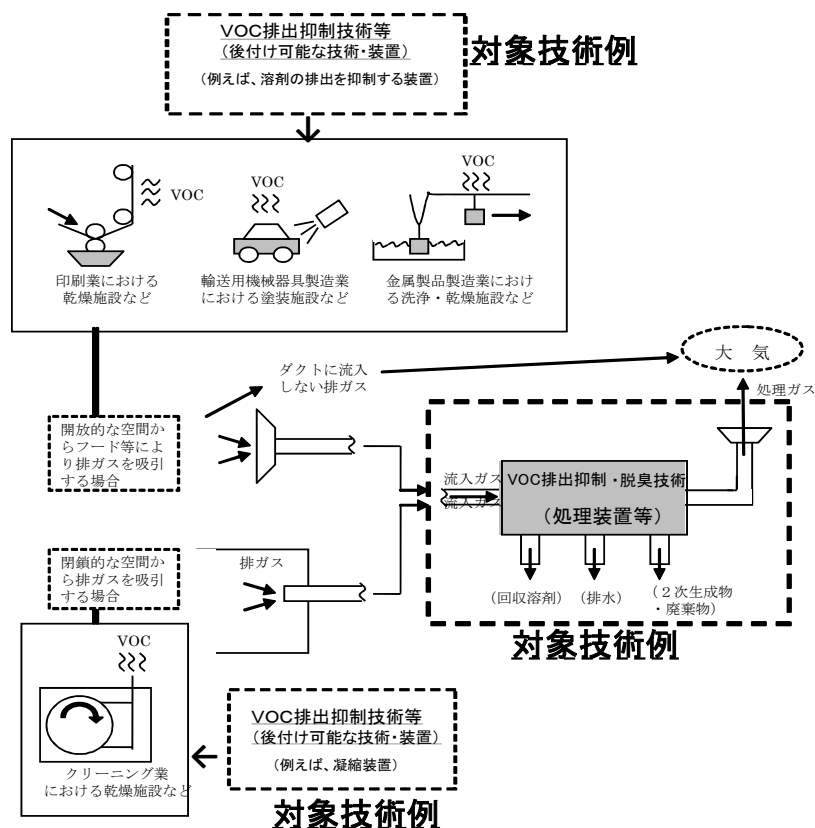 VOC排出抑制技術等
（後付け可能な技術・装置）
（例えば、溶剤の排出を抑制する装置）
対象技術例
VOC
VOC
VOC
印刷業における
乾燥施設など
輸送用機械器具製造業
における塗装施設など
金属製品製造業におけ
る洗浄・乾燥施設など
大　気
処理ガス
ダクトに流入
しない排ガス
開放的な空間か
らフード等によ
り排ガスを吸引
する場合
流入ガス
流入ガス
VOC排出抑制・脱臭技術
（処理装置等）
（回収溶剤）
（排水）
（２次生成物
・廃棄物）
対象技術例
閉鎖的な空間か
ら排ガスを吸引
する場合
排ガス
VOC
クリーニング業
における乾燥施設など
VOC排出抑制技術等
（後付け可能な技術・装置）
（例えば、凝縮装置）
対象技術例